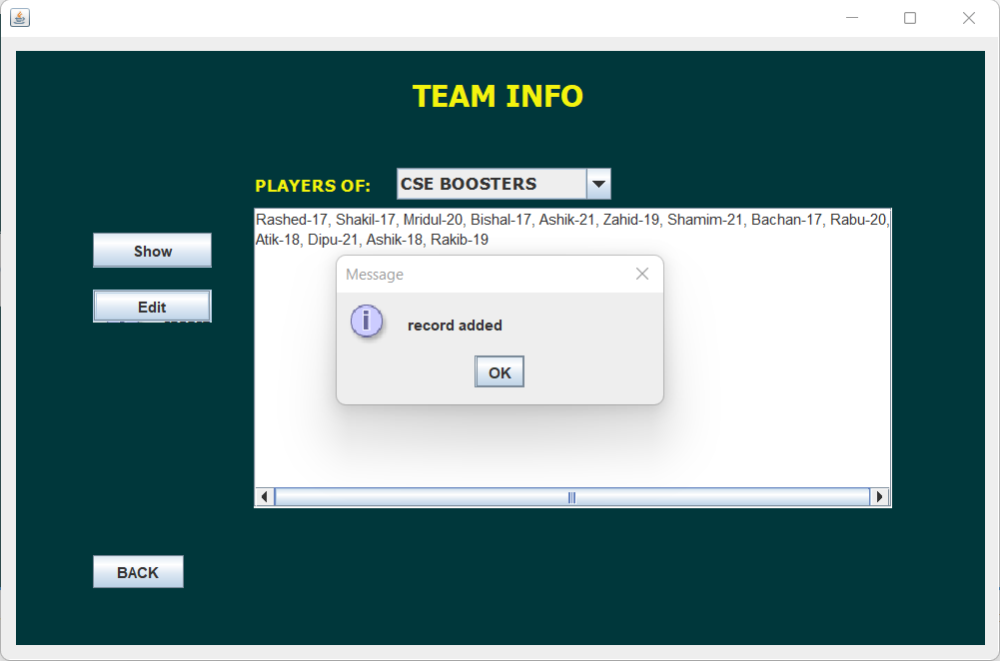 TEAM INFO
PLAYERS OF: CSE BOOSTERS
Rashed-17, Shakil-17, Mridul-20, Bishal-17, Ashik-21, Zahid-19, Shamim-21, Bachan-17, Rabu-20,
Atik-18, Dipu-21, Ashik-18, Rakib-19
Show
Edit
Message
record added
OK
BACK